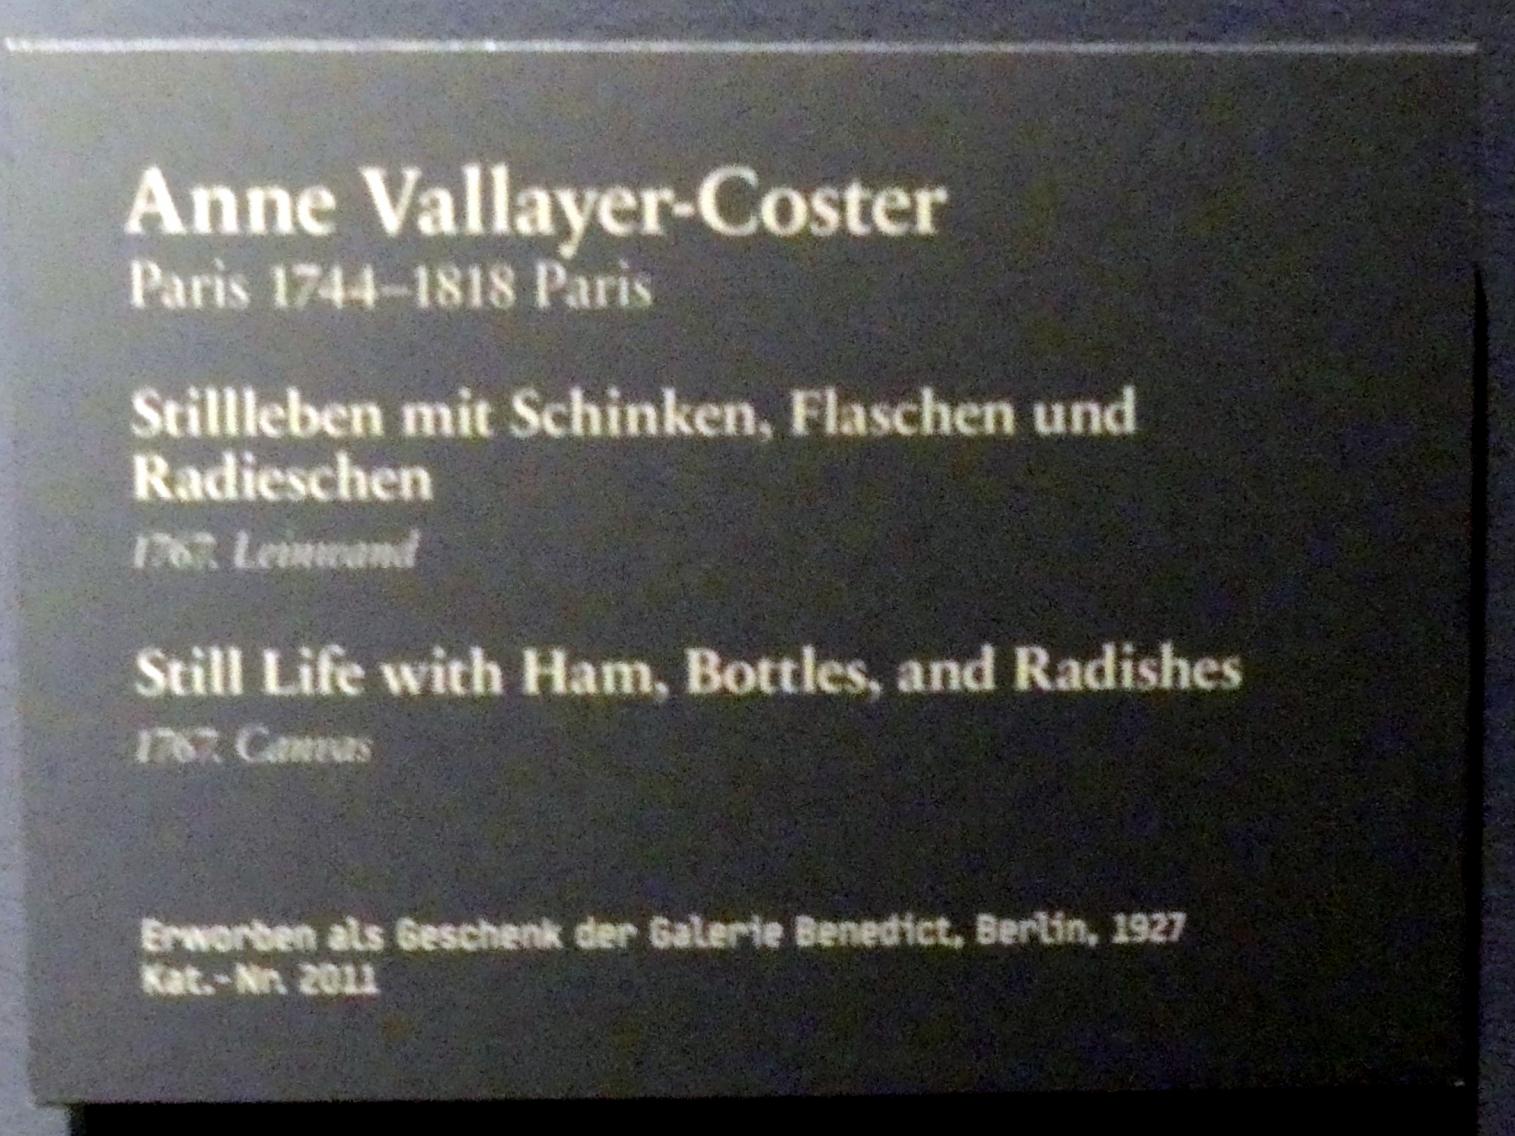 Anne Vallayer-Coster
Paris 1744–1818 Paris
Stillleben mit Schinken, Flaschen und
Radieschen
1767. Leinwand
Still Life with Ham, Bottles, and Radishes
1767. Canvas
Erworben als Geschenk der Galerie Benedict, Berlin, 1927
Kat.-Nr. 2011